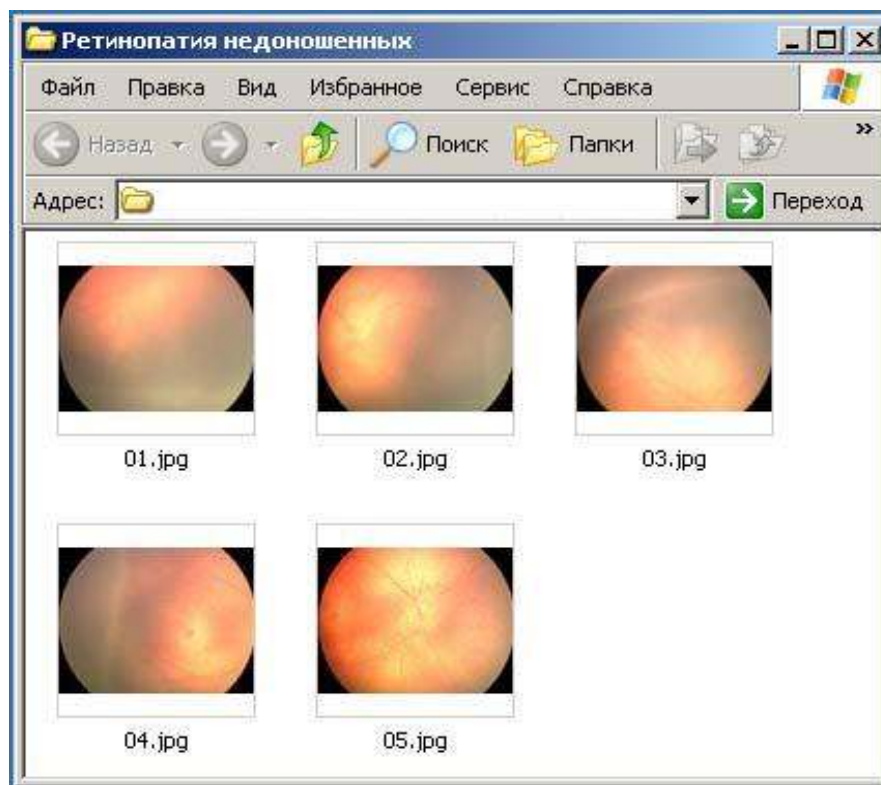 Ретинопатия недоношенных
Файл Правка Вид Избранное Сервис Справка
Назад Поиск Папки »
Адрес: Переход
01.jpg 02.jpg 03.jpg
04.jpg 05.jpg